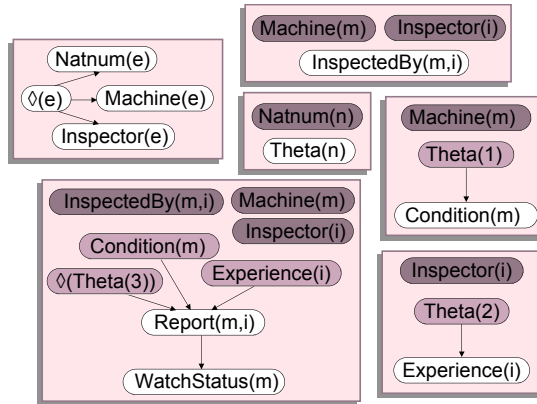 Natnum(e)
◊(e)
Machine(e)
Inspector(e)
Machine(m)
Inspector(i)
InspectedBy(m,i)
Natnum(n)
Theta(n)
Machine(m)
Theta(1)
Condition(m)
InspectedBy(m,i)
Machine(m)
Inspector(i)
Condition(m)
◊(Theta(3))
Experience(i)
Report(m,i)
WatchStatus(m)
Inspector(i)
Theta(2)
Experience(i)